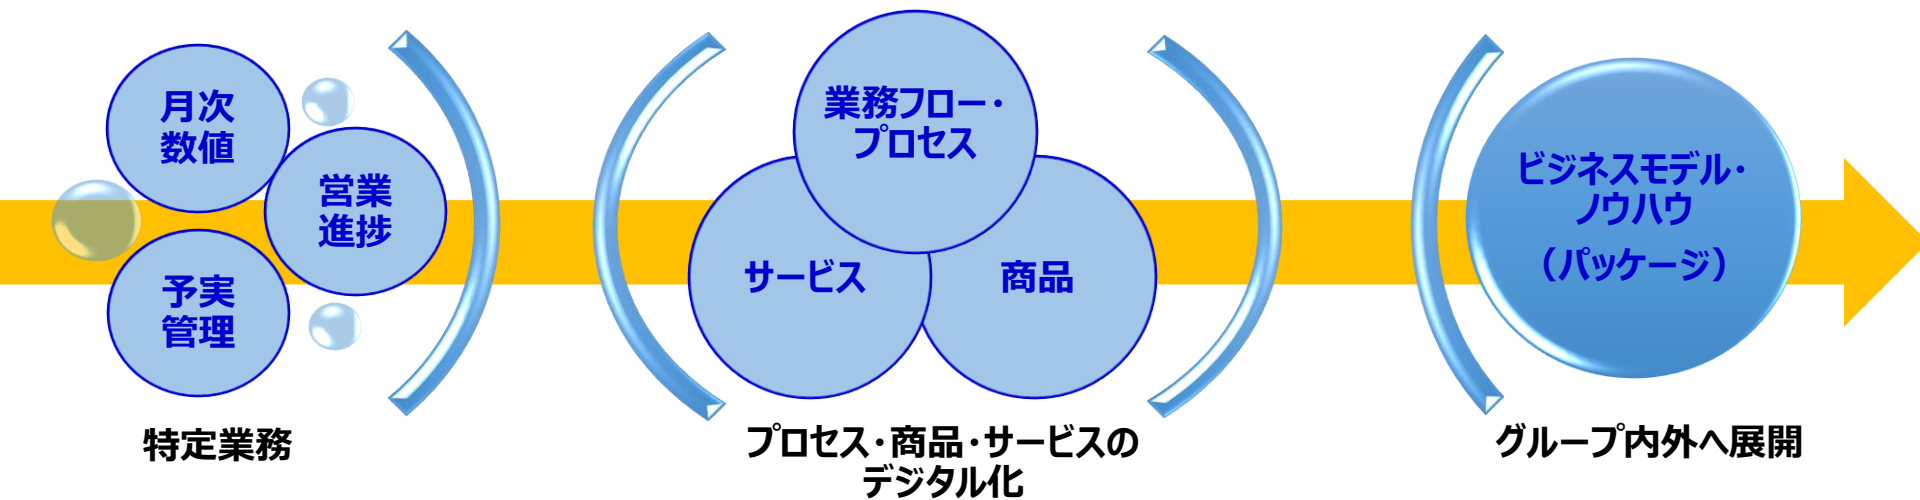 月次
数値
営業
進捗
予実
管理
特定業務
業務フロー・
プロセス
サービス
商品
プロセス・商品・サービスの
デジタル化
ビジネスモデル・
ノウハウ
（パッケージ）
グループ内外へ展開